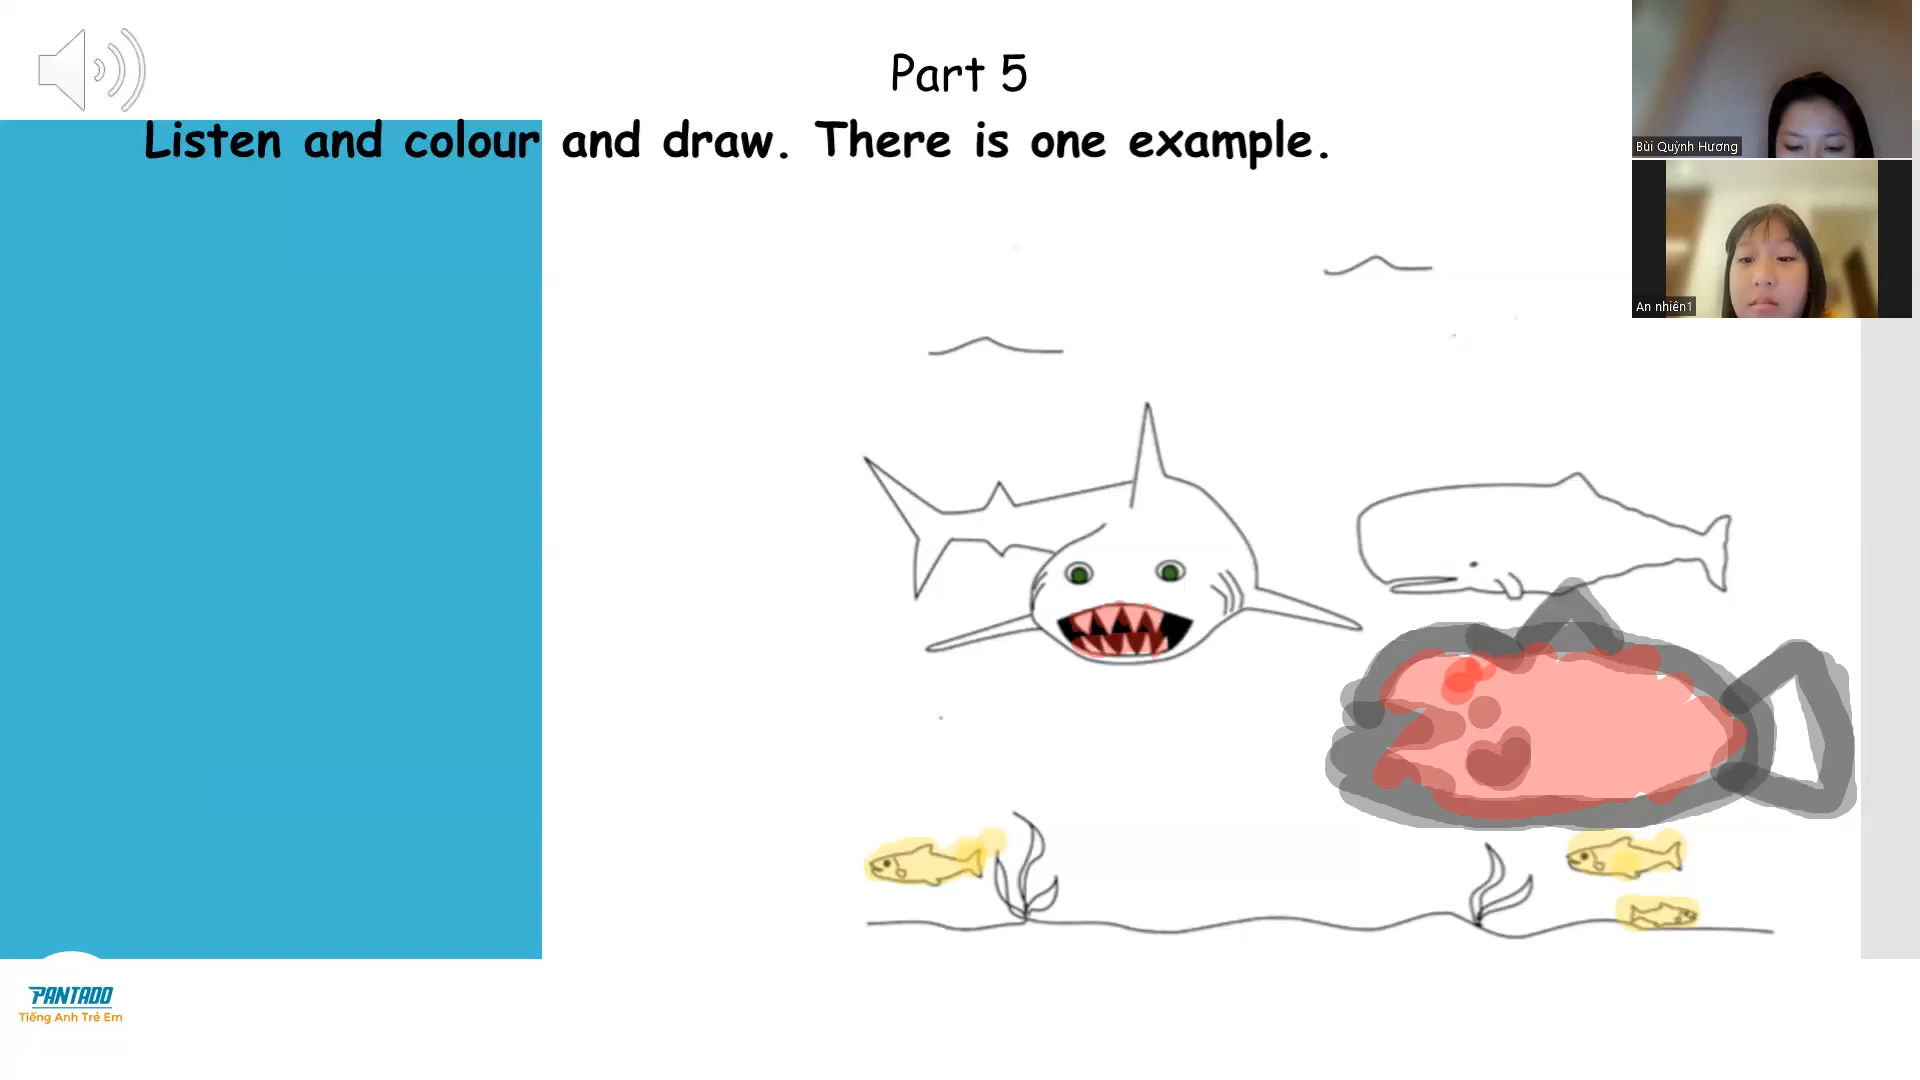 Part 5
Listen and colour and draw. There is one example.
Bùi Quỳnh Hương
An nhiên1
PANTADO
Tiếng Anh Trẻ Em